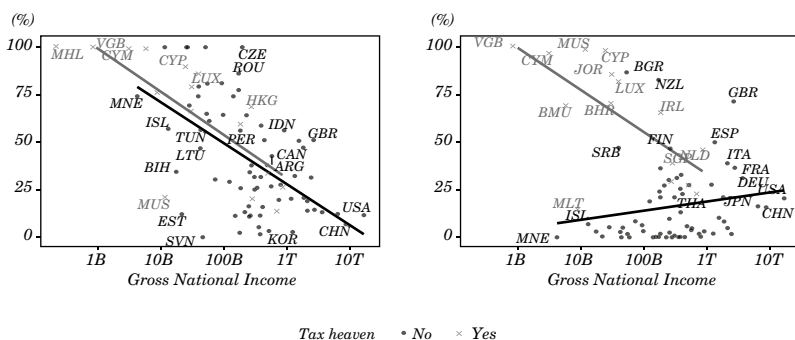 (%)
100
75
50
25
0
MHL
VGB
CYM
CYP
LUX
HKG
CZE
ROU
MNE
ISL
TUN
LTU
BIH
PER
IDN
GBR
CAN
ARG
MUS
EST
SVN
KOR
USA
CHN
1B 10B 100B 1T 10T
Gross National Income
(%)
100
75
50
25
0
VGB
MUS
CYM
CYP
JOR
BGR
LUX
NZL
BMU
BHR
IRL
GBR
FIN
ESP
SRB
SGP
NLD
ITA
FRA
DEU
USA
MLT
ISL
THA
JPN
CHN
MNE
1B 10B 100B 1T 10T
Gross National Income
Tax heaven No Yes